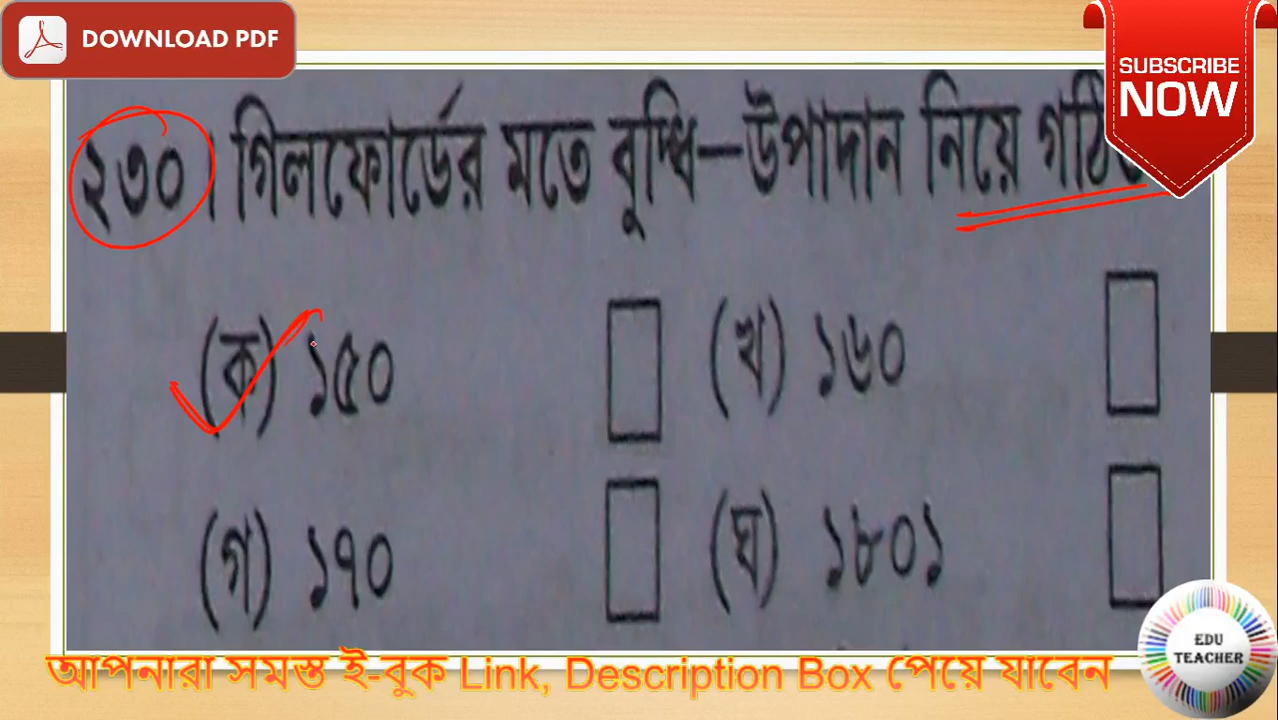 DOWNLOAD PDF
SUBSCRIBE
NOW
২৩০। গিলফোর্ডের মতে বুদ্ধি–উপাদান নিয়ে গঠিত
(ক) ১৫০ (খ) ১৬০
(গ) ১৭০ (ঘ) ১৮০১
EDU
TEACHER
আপনারা সমস্ত ই-বুক Link, Description Box পেয়ে যাবেন